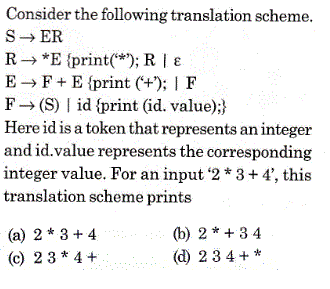 Consider the following translation scheme.
S → ER
R → *E {print('*'); R | ε
E → F + E {print ('+'); | F
F → (S) | id {print (id. value);}
Here id is a token that represents an integer
and id.value represents the corresponding
integer value. For an input '2 * 3 + 4', this
translation scheme prints
(a) 2 * 3 + 4 (b) 2 * + 3 4
(c) 2 3 * 4 + (d) 2 3 4 + *